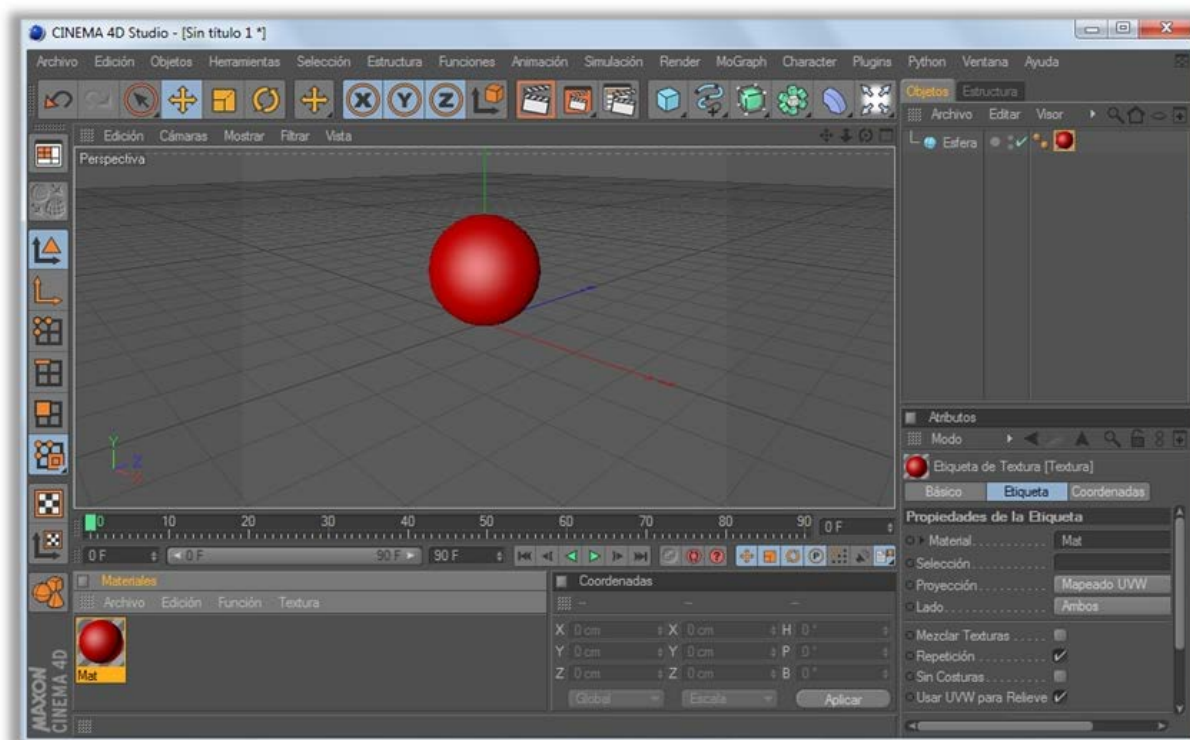 CINEMA 4D Studio - [Sin título 1 *]
Archivo Edición Objetos Herramientas Selección Estructura Funciones Animación Simulación Render MoGraph Character Plugins Python Ventana Ayuda
X Y Z
Objetos Estructura
Archivo Editar Visor
Esfera
Edición Cámaras Mostrar Filtrar Vista
Perspectiva
Y
Z
X
Atributos
Modo
Etiqueta de Textura [Textura]
Básico Etiqueta Coordenadas
Propiedades de la Etiqueta
Material Mat
Selección
Proyección Mapeado UVW
Lado Ambos
Mezclar Texturas
Repetición
Sin Costuras
Usar UVW para Relieve
0 10 20 30 40 50 60 70 80 90 0 F
0 F 0 F 90 F 90 F
Materiales
Archivo Edición Función Textura
Mat
Coordenadas
-- -- --
X 0 cm X 0 cm H 0 °
Y 0 cm Y 0 cm P 0 °
Z 0 cm Z 0 cm B 0 °
Global Escala Aplicar
MAXON
CINEMA 4D